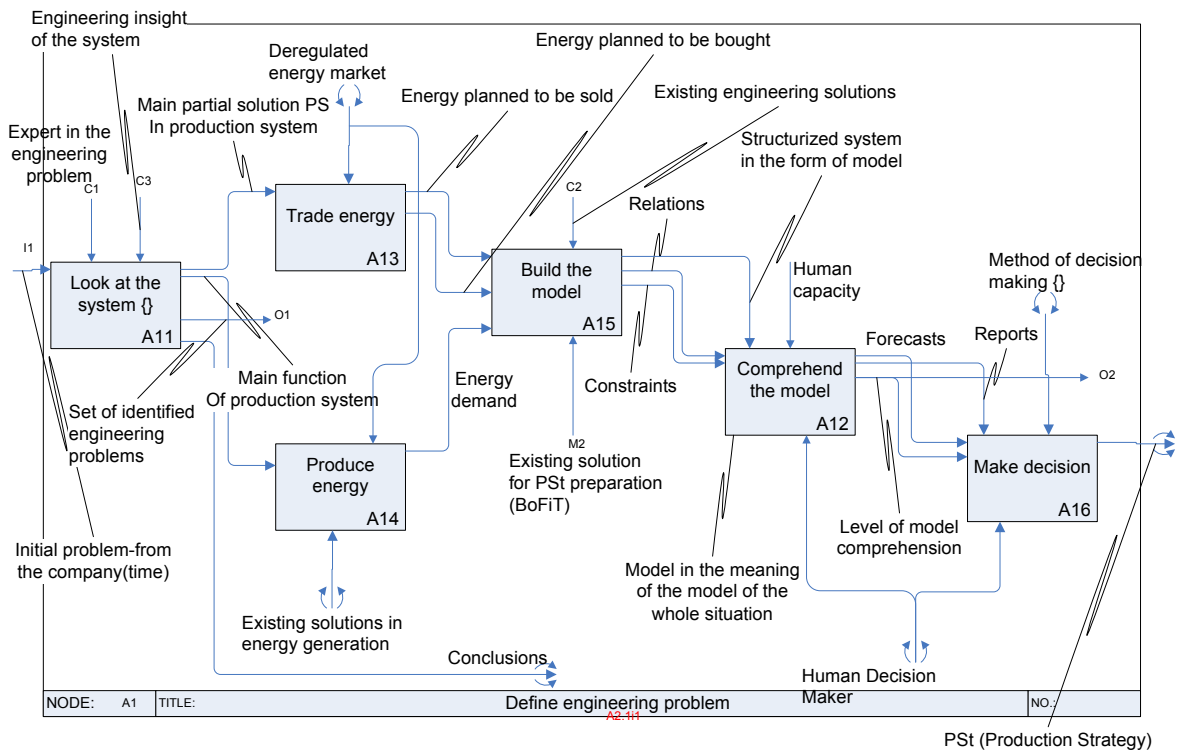 Engineering insight
of the system
Energy planned to be bought
Deregulated
energy market
Main partial solution PS
In production system
Energy planned to be sold
Existing engineering solutions
Expert in the
engineering
problem
Structurized system
in the form of model
C1
C3
C2
Trade energy
A13
Relations
I1
Look at the
system {}
A11
Build the
model
A15
Human
capacity
Method of decision
making {}
O1
Forecasts
Reports
Main function
Of production system
Energy
demand
Constraints
Comprehend
the model
A12
O2
Set of identified
engineering
problems
M2
Existing solution
for PSt preparation
(BoFiT)
Produce
energy
A14
Make decision
A16
Initial problem-from
the company(time)
Level of model
comprehension
Model in the meaning
of the model of the
whole situation
Existing solutions in
energy generation
Conclusions
Human Decision
Maker
NODE:
A1
TITLE:
Define engineering problem
NO.:
A2.1i1
PSt (Production Strategy)